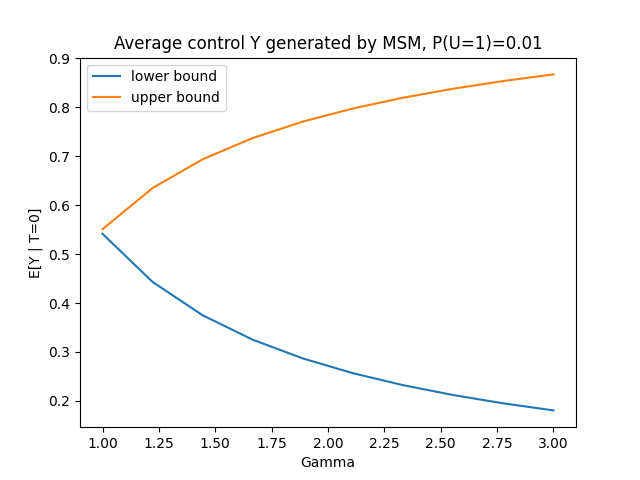 Average control Y generated by MSM, P(U=1)=0.01
lower bound
upper bound
E[Y | T=0]
0.9
0.8
0.7
0.6
0.5
0.4
0.3
0.2
1.00 1.25 1.50 1.75 2.00 2.25 2.50 2.75 3.00
Gamma